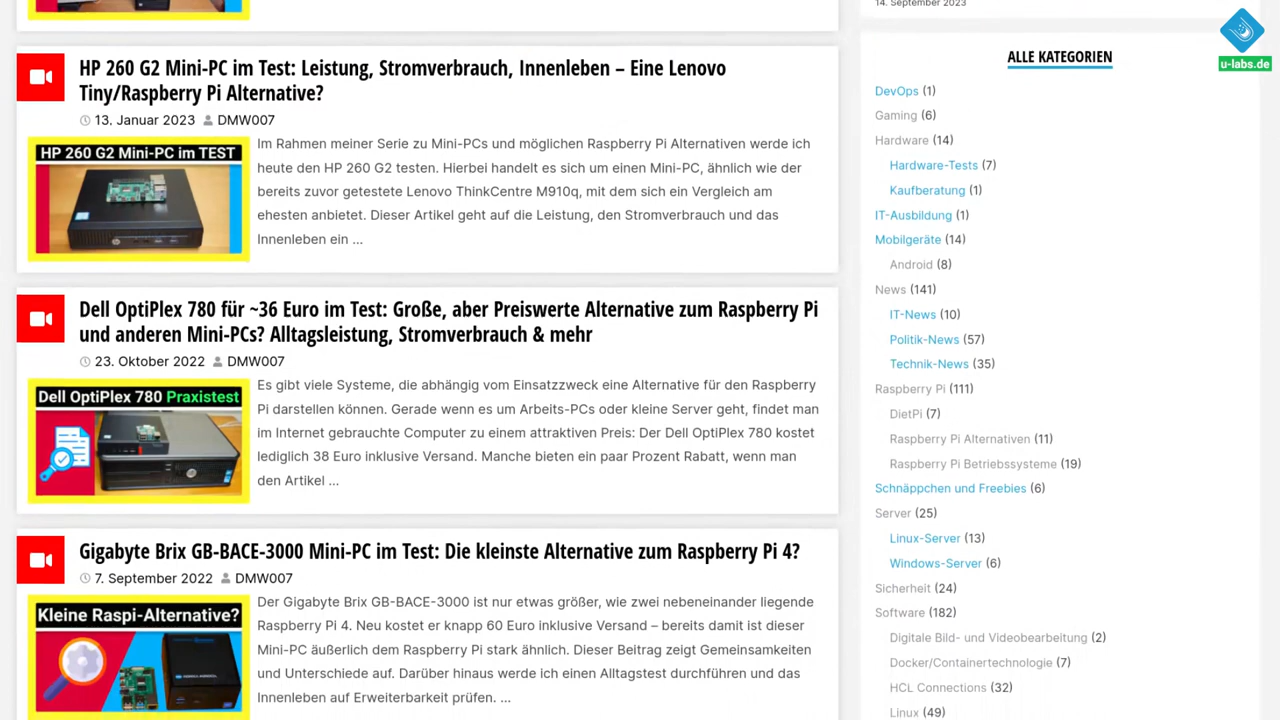 HP 260 G2 Mini-PC im Test: Leistung, Stromverbrauch, Innenleben – Eine Lenovo
Tiny/Raspberry Pi Alternative?
13. Januar 2023 DMW007
HP 260 G2 Mini-PC im TEST
Im Rahmen meiner Serie zu Mini-PCs und möglichen Raspberry Pi Alternativen werde ich
heute den HP 260 G2 testen. Hierbei handelt es sich um einen Mini-PC, ähnlich wie der
bereits zuvor getestete Lenovo ThinkCentre M910q, mit dem sich ein Vergleich am
ehesten anbietet. Dieser Artikel geht auf die Leistung, den Stromverbrauch und das
Innenleben ein ...
Dell OptiPlex 780 für ~36 Euro im Test: Große, aber Preiswerte Alternative zum Raspberry Pi
und anderen Mini-PCs? Alltagsleistung, Stromverbrauch & mehr
23. Oktober 2022 DMW007
Dell OptiPlex 780 Praxistest
Es gibt viele Systeme, die abhängig vom Einsatzzweck eine Alternative für den Raspberry
Pi darstellen können. Gerade wenn es um Arbeits-PCs oder kleine Server geht, findet man
im Internet gebrauchte Computer zu einem attraktiven Preis: Der Dell OptiPlex 780 kostet
lediglich 38 Euro inklusive Versand. Manche bieten ein paar Prozent Rabatt, wenn man
den Artikel ...
Gigabyte Brix GB-BACE-3000 Mini-PC im Test: Die kleinste Alternative zum Raspberry Pi 4?
7. September 2022 DMW007
Kleine Raspi-Alternative?
Der Gigabyte Brix GB-BACE-3000 ist nur etwas größer, wie zwei nebeneinander liegende
Raspberry Pi 4. Neu kostet er knapp 60 Euro inklusive Versand – bereits damit ist dieser
Mini-PC äußerlich dem Raspberry Pi stark ähnlich. Dieser Beitrag zeigt Gemeinsamkeiten
und Unterschiede auf. Darüber hinaus werde ich einen Alltagstest durchführen und das
Innenleben auf Erweiterbarkeit prüfen. ...
14. September 2023
u-labs.de
ALLE KATEGORIEN
DevOps (1)
Gaming (6)
Hardware (14)
Hardware-Tests (7)
Kaufberatung (1)
IT-Ausbildung (1)
Mobilgeräte (14)
Android (8)
News (141)
IT-News (10)
Politik-News (57)
Technik-News (35)
Raspberry Pi (111)
DietPi (7)
Raspberry Pi Alternativen (11)
Raspberry Pi Betriebssysteme (19)
Schnäppchen und Freebies (6)
Server (25)
Linux-Server (13)
Windows-Server (6)
Sicherheit (24)
Software (182)
Digitale Bild- und Videobearbeitung (2)
Docker/Containertechnologie (7)
HCL Connections (32)
Linux (49)